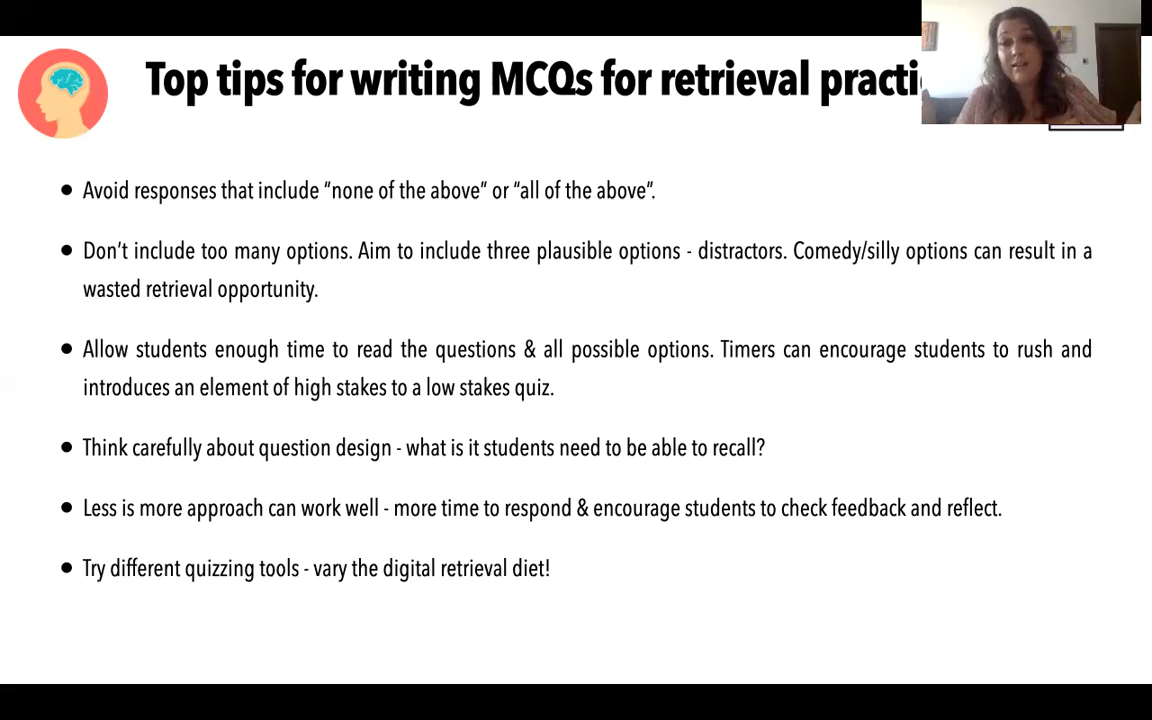 Top tips for writing MCQs for retrieval
• Avoid responses that include “none of the above” or “all of the above”.
• Don’t include too many options. Aim to include three plausible options - distractors. Comedy/silly options can result in a
wasted retrieval opportunity.
• Allow students enough time to read the questions & all possible options. Timers can encourage students to rush and
introduces an element of high stakes to a low stakes quiz.
• Think carefully about question design - what is it students need to be able to recall?
• Less is more approach can work well - more time to respond & encourage students to check feedback and reflect.
• Try different quizzing tools - vary the digital retrieval diet!